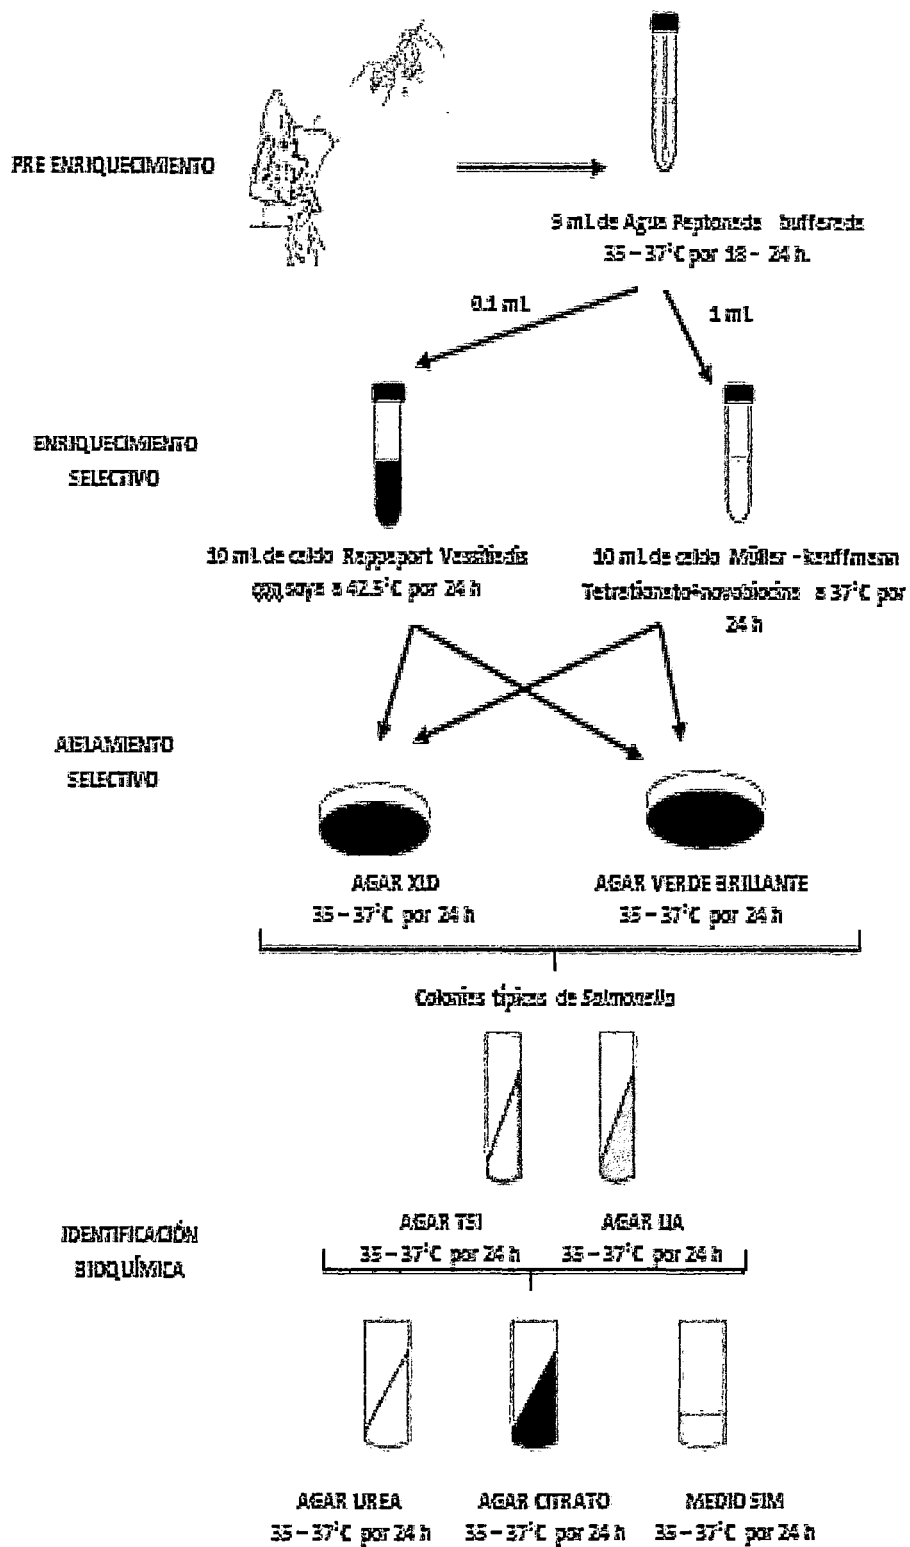 PRE ENRIQUECIMIENTO
9 mL de Agua Peptonada bufferada
35 – 37°C por 18 – 24 h.
0.1 mL
1 mL
ENRIQUECIMIENTO
SELECTIVO
10 mL de caldo Rappaport Vassiliadis
soya a 42.5°C por 24 h
10 mL de caldo Müller - kauffmann
Tetrationato-novobiocina a 37°C por
24 h
AISLAMIENTO
SELECTIVO
AGAR XLD
35 – 37°C por 24 h
AGAR VERDE BRILLANTE
35 – 37°C por 24 h
Colonias típicas de Salmonella
IDENTIFICACIÓN
BIOQUÍMICA
AGAR TSI
35 – 37°C por 24 h
AGAR LIA
35 – 37°C por 24 h
AGAR UREA
35 – 37°C por 24 h
AGAR CITRATO
35 – 37°C por 24 h
MEDIO SIM
35 – 37°C por 24 h